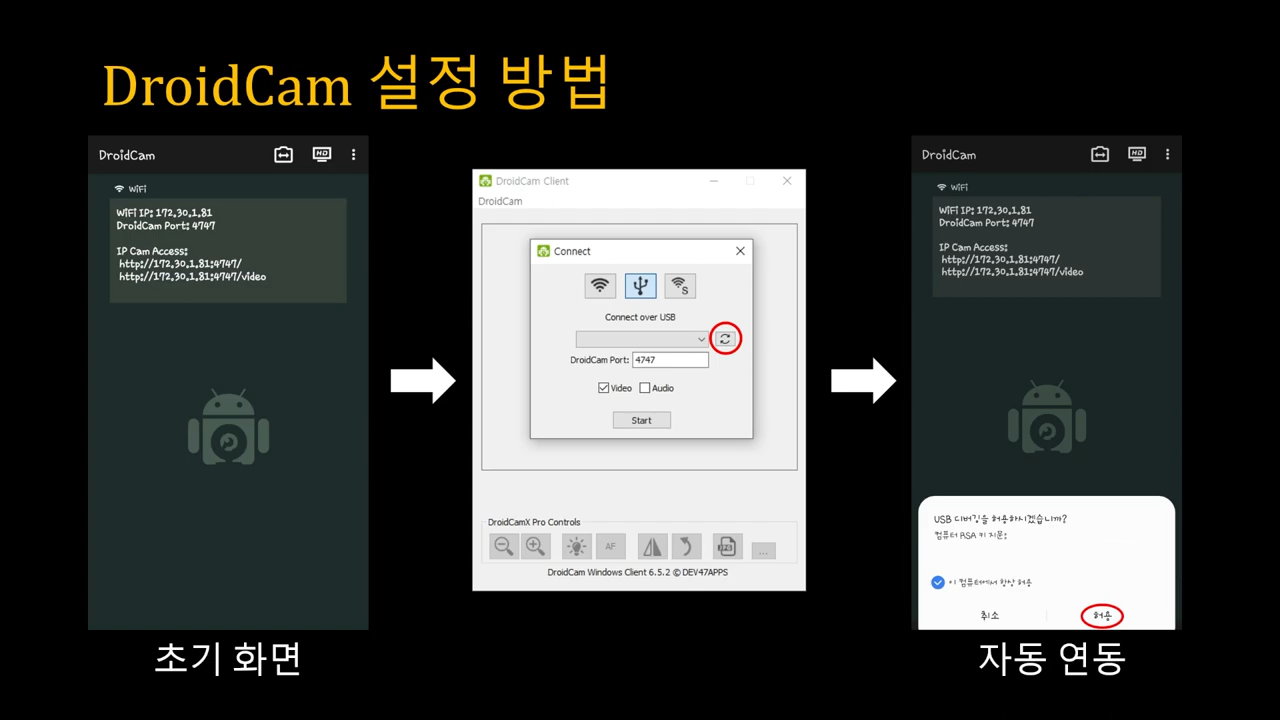 DroidCam 설정 방법
DroidCam
WiFi
WiFi IP: 172.30.1.81
DroidCam Port: 4747
IP Cam Access:
http://172.30.1.81:4747/
http://172.30.1.81:4747/video
초기 화면
DroidCam Client
DroidCam
Connect
S
Connect over USB
DroidCam Port: 4747
Video Audio
Start
DroidCamX Pro Controls
AF
JPG
...
DroidCam Windows Client 6.5.2 © DEV47APPS
DroidCam
WiFi
WiFi IP: 172.30.1.81
DroidCam Port: 4747
IP Cam Access:
http://172.30.1.81:4747/
http://172.30.1.81:4747/video
USB 디버깅을 허용하시겠습니까?
컴퓨터 RSA 키 지문:
이 컴퓨터에서 항상 허용
취소 허용
자동 연동